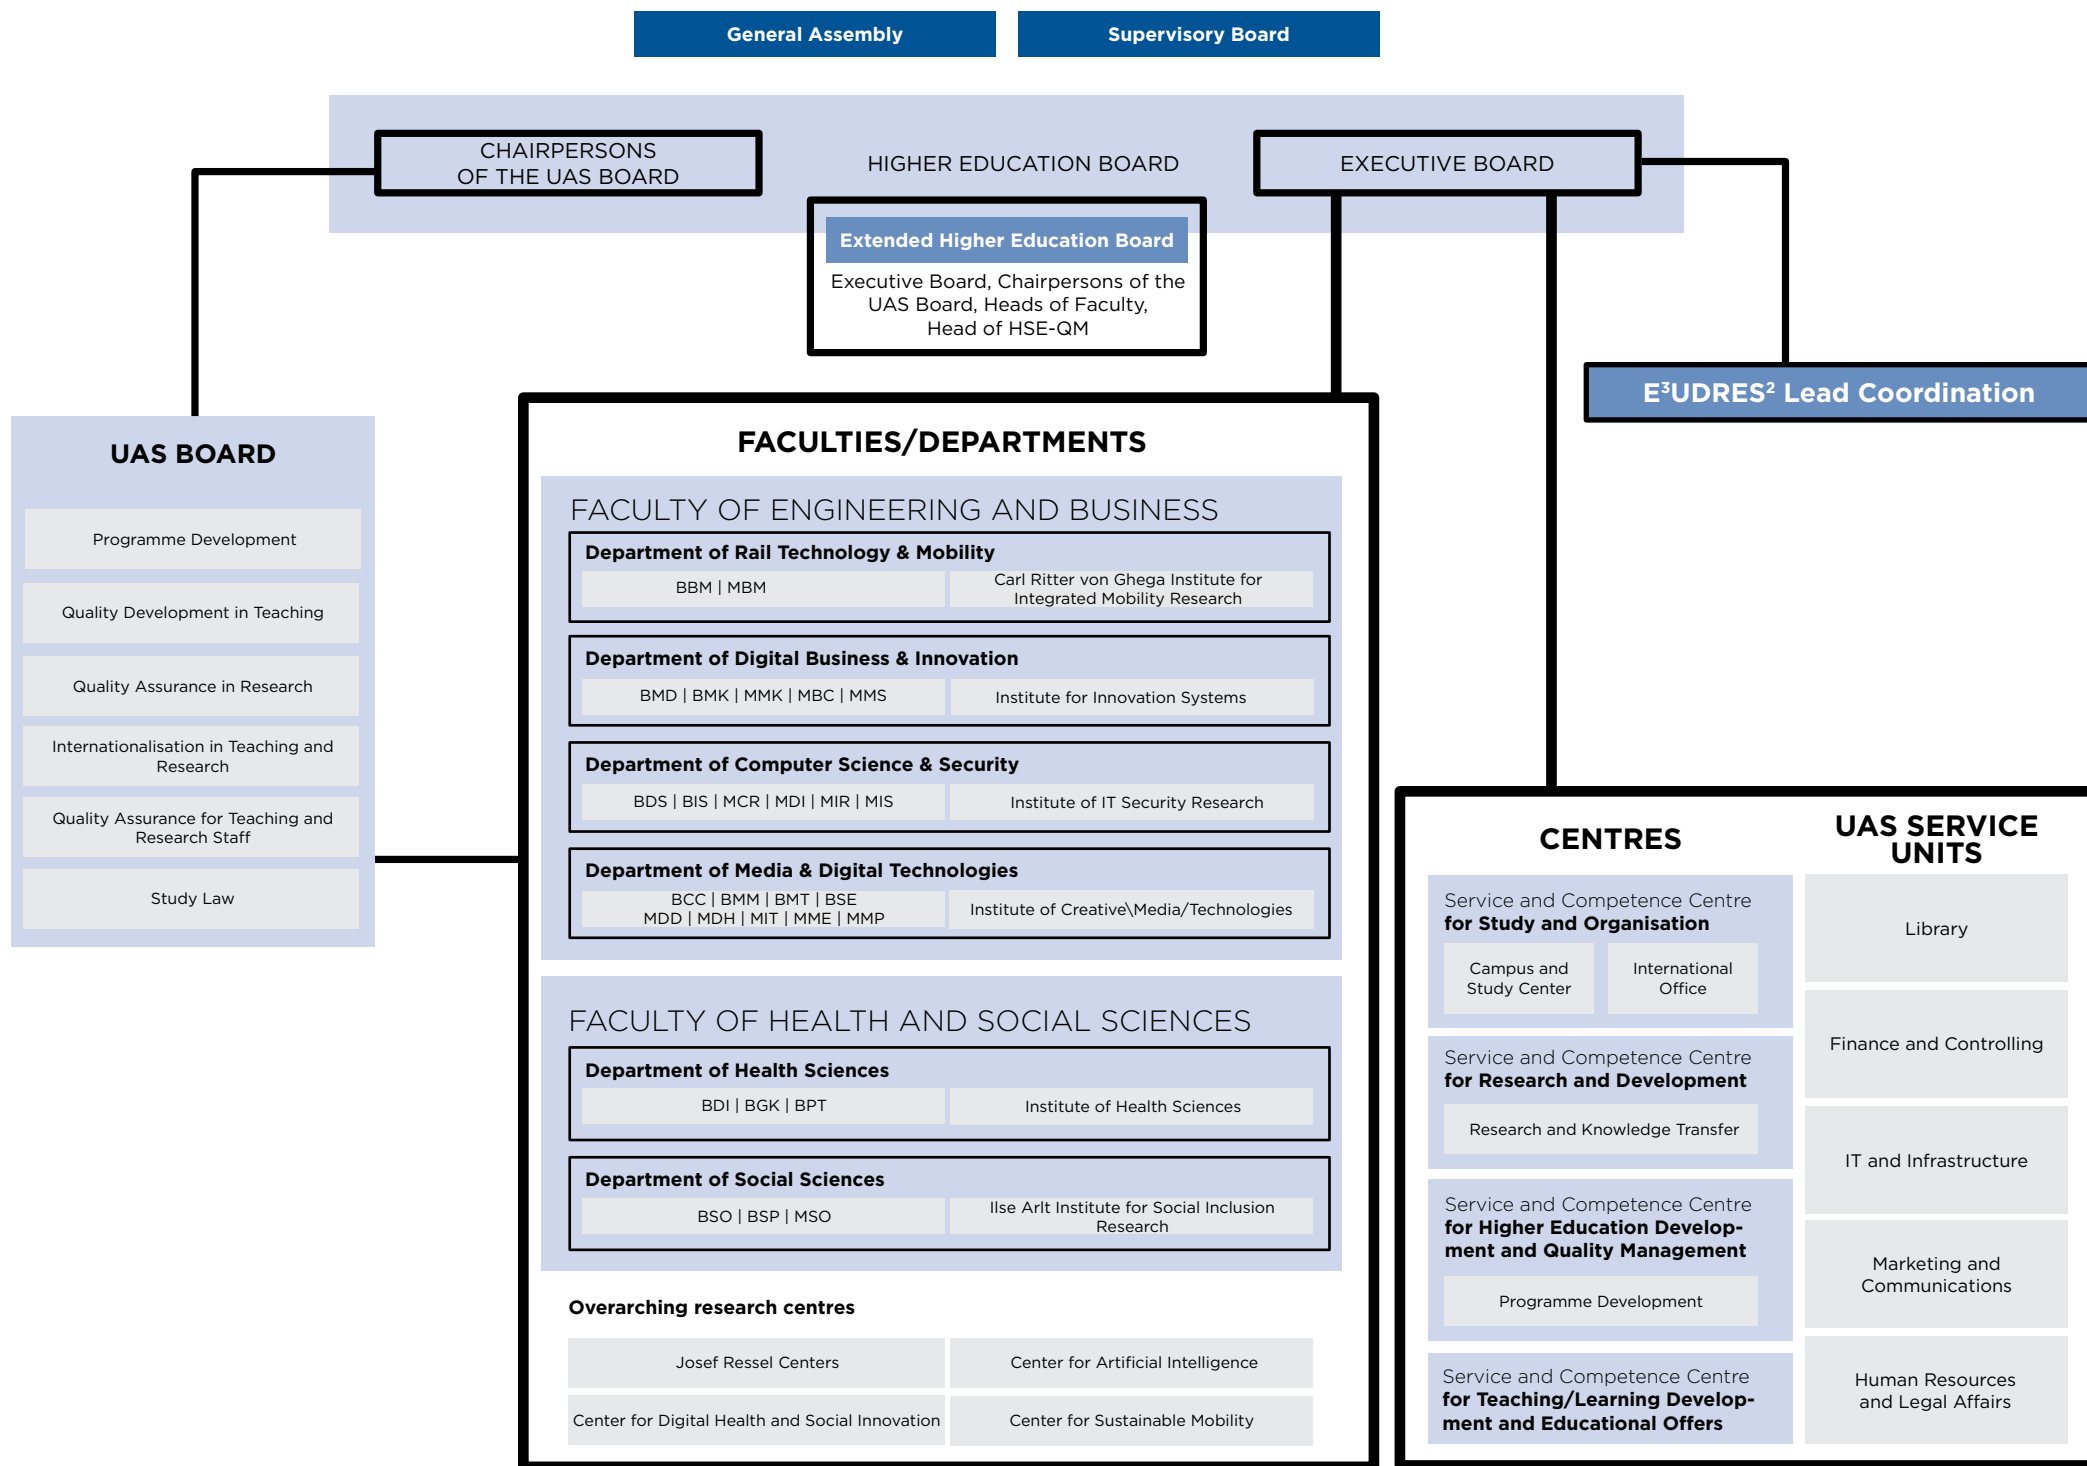 General Assembly
Supervisory Board
CHAIRPERSONS
OF THE UAS BOARD
HIGHER EDUCATION BOARD
EXECUTIVE BOARD
Extended Higher Education Board
Executive Board, Chairpersons of the
UAS Board, Heads of Faculty,
Head of HSE-QM
E³UDRES² Lead Coordination
UAS BOARD
Programme Development
Quality Development in Teaching
Quality Assurance in Research
Internationalisation in Teaching and
Research
Quality Assurance for Teaching and
Research Staff
Study Law
FACULTIES/DEPARTMENTS
FACULTY OF ENGINEERING AND BUSINESS
Department of Rail Technology & Mobility
BBM | MBM
Carl Ritter von Ghega Institute for
Integrated Mobility Research
Department of Digital Business & Innovation
BMD | BMK | MMK | MBC | MMS
Institute for Innovation Systems
Department of Computer Science & Security
BDS | BIS | MCR | MDI | MIR | MIS
Institute of IT Security Research
Department of Media & Digital Technologies
BCC | BMM | BMT | BSE
MDD | MDH | MIT | MME | MMP
Institute of Creative\Media/Technologies
FACULTY OF HEALTH AND SOCIAL SCIENCES
Department of Health Sciences
BDI | BGK | BPT
Institute of Health Sciences
Department of Social Sciences
BSO | BSP | MSO
Ilse Arlt Institute for Social Inclusion
Research
Overarching research centres
Josef Ressel Centers
Center for Artificial Intelligence
Center for Digital Health and Social Innovation
Center for Sustainable Mobility
CENTRES
Service and Competence Centre
for Study and Organisation
Campus and
Study Center
International
Office
Service and Competence Centre
for Research and Development
Research and Knowledge Transfer
Service and Competence Centre
for Higher Education Develop-
ment and Quality Management
Programme Development
Service and Competence Centre
for Teaching/Learning Develop-
ment and Educational Offers
UAS SERVICE
UNITS
Library
Finance and Controlling
IT and Infrastructure
Marketing and
Communications
Human Resources
and Legal Affairs